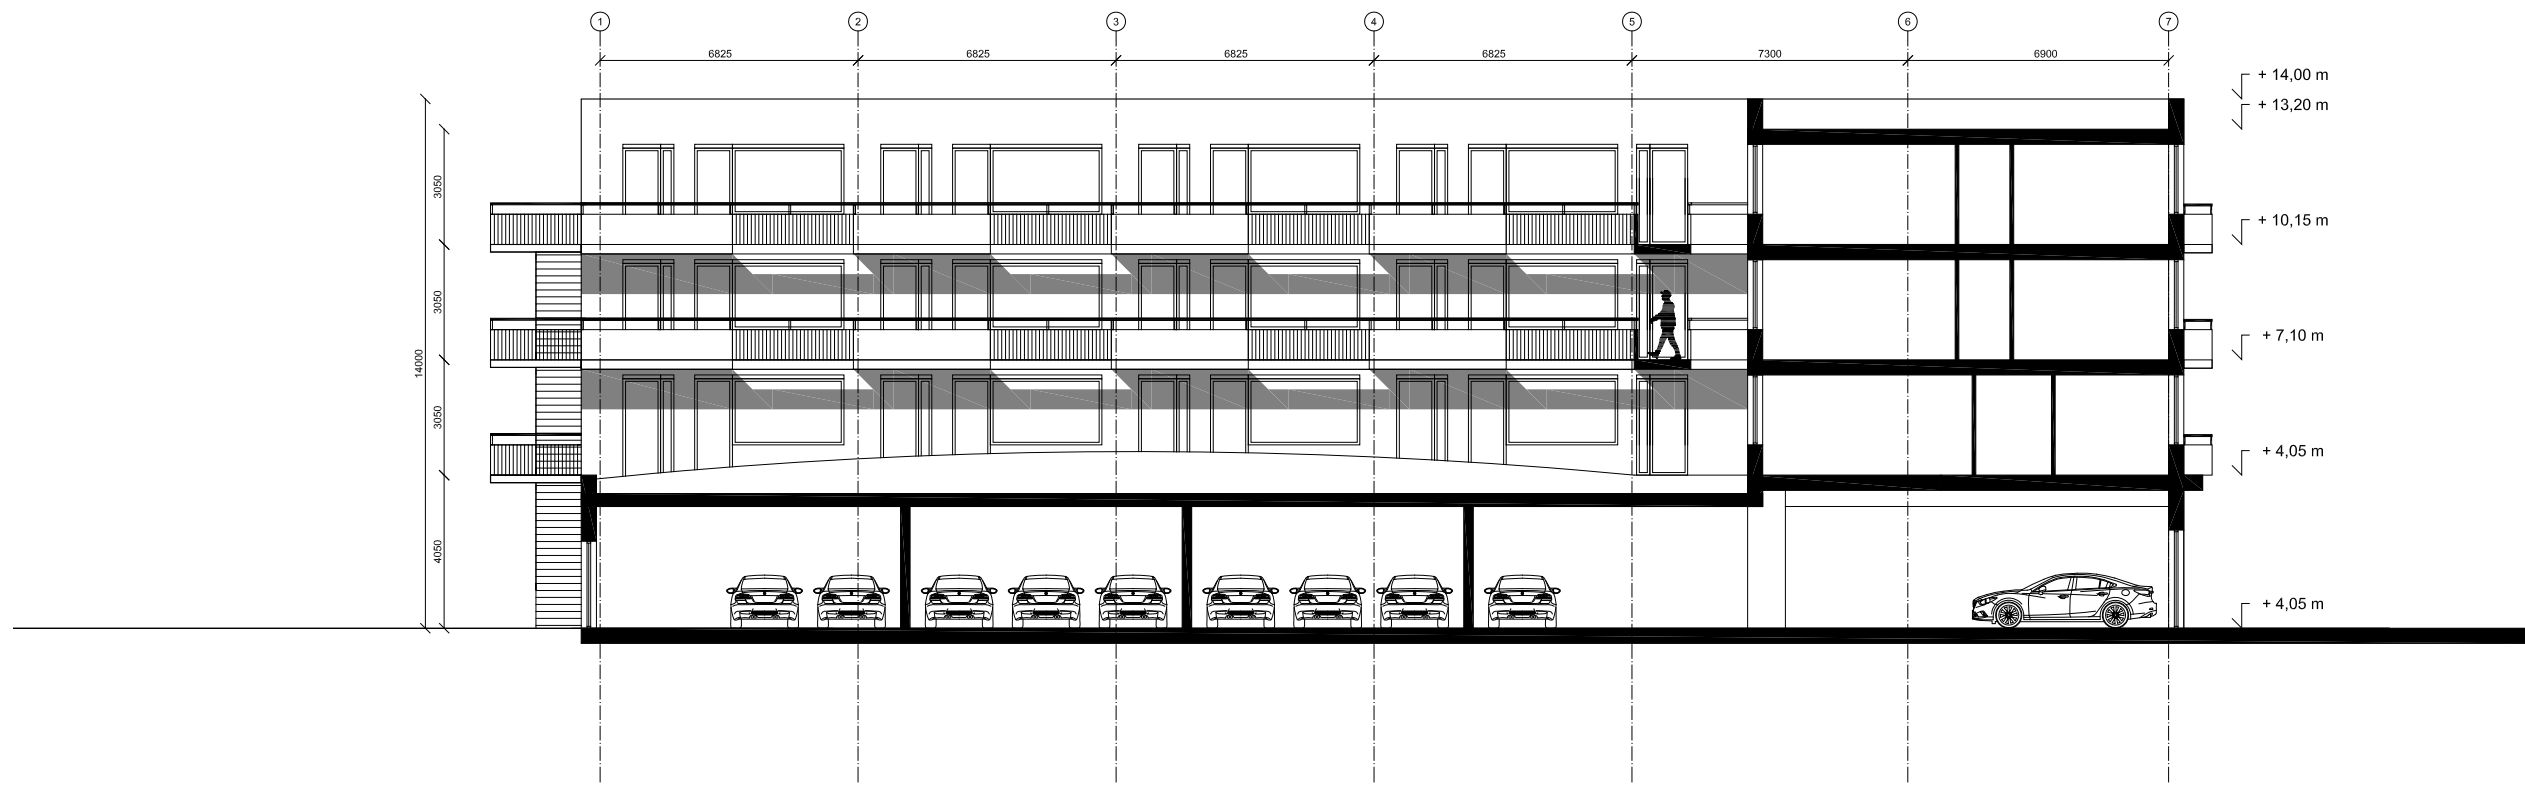 1 2 3 4 5 6 7
6825 6825 6825 6825 7300 6900
+ 14,00 m
+ 13,20 m
3050
+ 10,15 m
3050
+ 7,10 m
14000
3050
+ 4,05 m
4050
+ 4,05 m